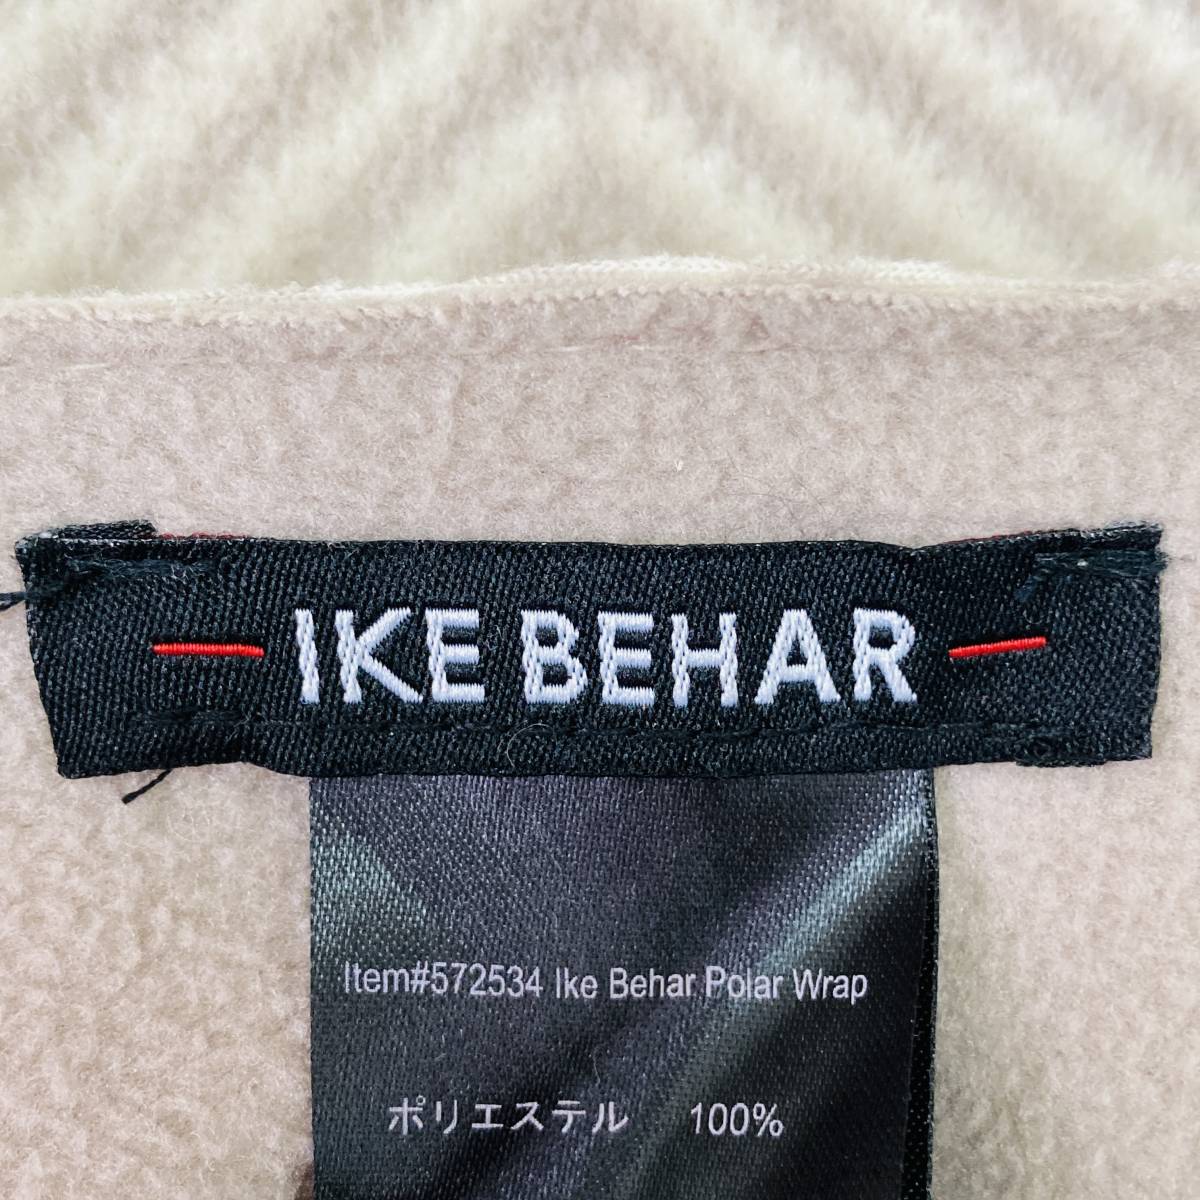 IKE BEHAR
Item#572534 Ike Behar Polar Wrap
ポリエステル 100%